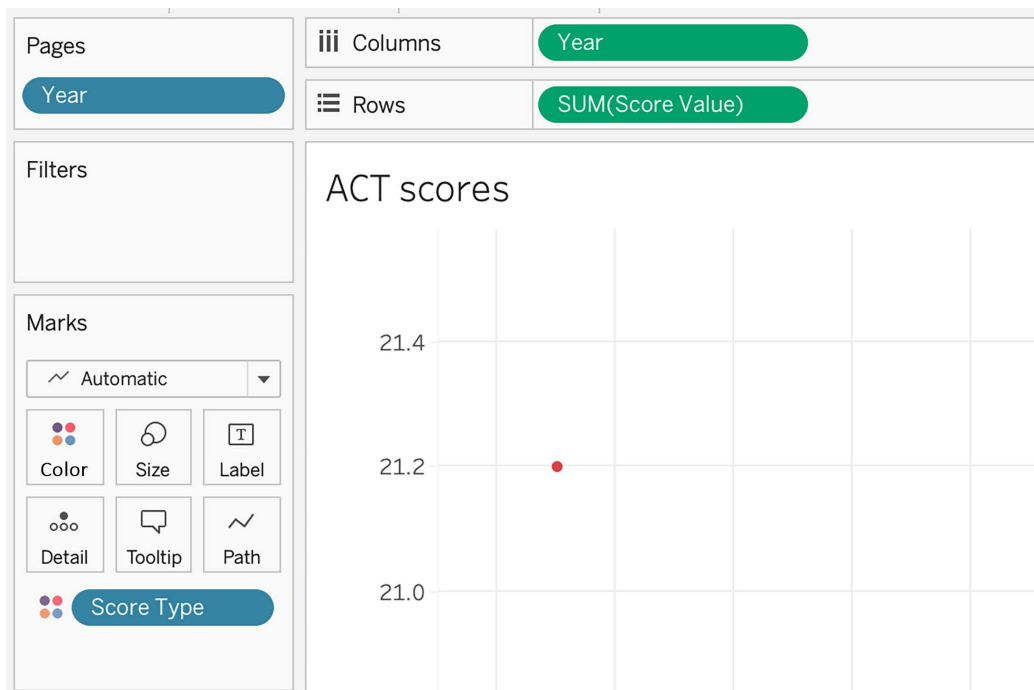 Pages
Year
Columns
Year
Rows
SUM(Score Value)
Filters
ACT scores
Marks
Automatic
Color
Size
T
Label
Detail
Tooltip
Path
Score Type
21.4
21.2
21.0